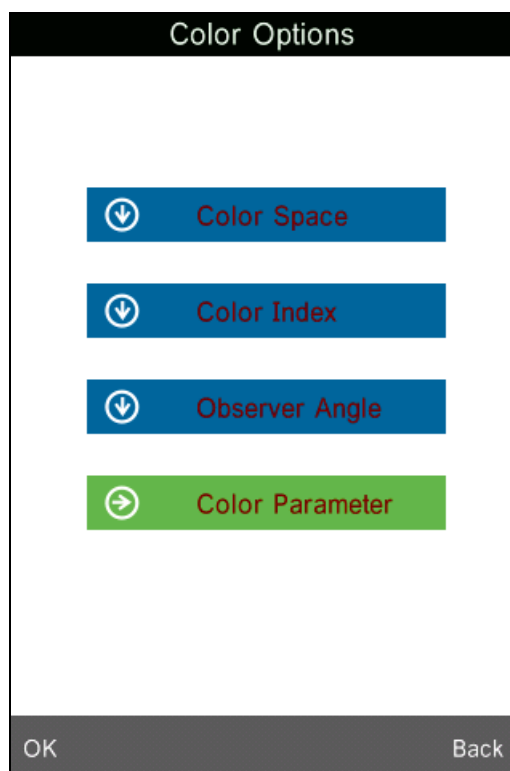 Color Options
Color Space
Color Index
Observer Angle
Color Parameter
OK Back